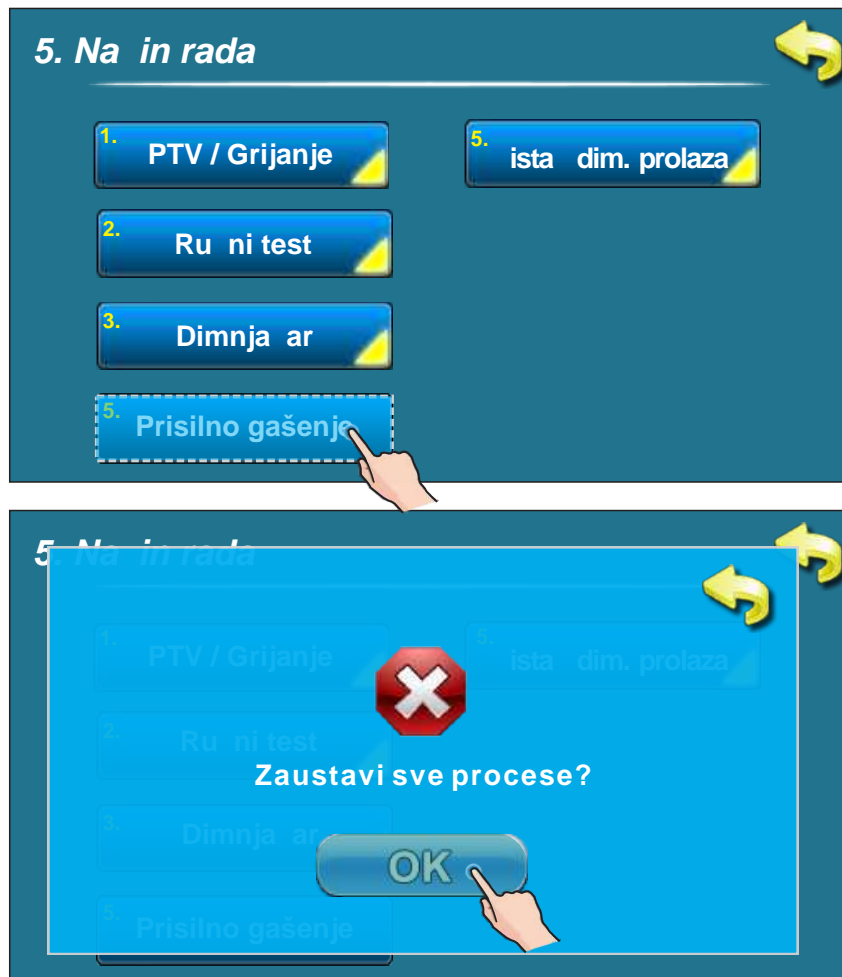 5. Na in rada
1. PTV / Grijanje
5. ista dim. prolaza
2. Ru ni test
3. Dimnja ar
5. Prisilno gašenje
5. Na in rada
1. PTV / Grijanje
5. ista dim. prolaza
2. Ru ni test
Zaustavi sve procese?
3. Dimnja ar
OK
5. Prisilno gašenje